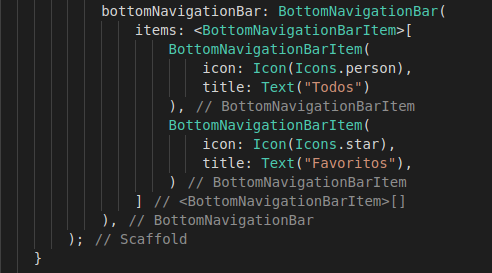 bottomNavigationBar: BottomNavigationBar(
items: <BottomNavigationBarItem>[
BottomNavigationBarItem(
icon: Icon(Icons.person),
title: Text("Todos")
), // BottomNavigationBarItem
BottomNavigationBarItem(
icon: Icon(Icons.star),
title: Text("Favoritos"),
) // BottomNavigationBarItem
] // <BottomNavigationBarItem>[]
), // BottomNavigationBar
); // Scaffold
}